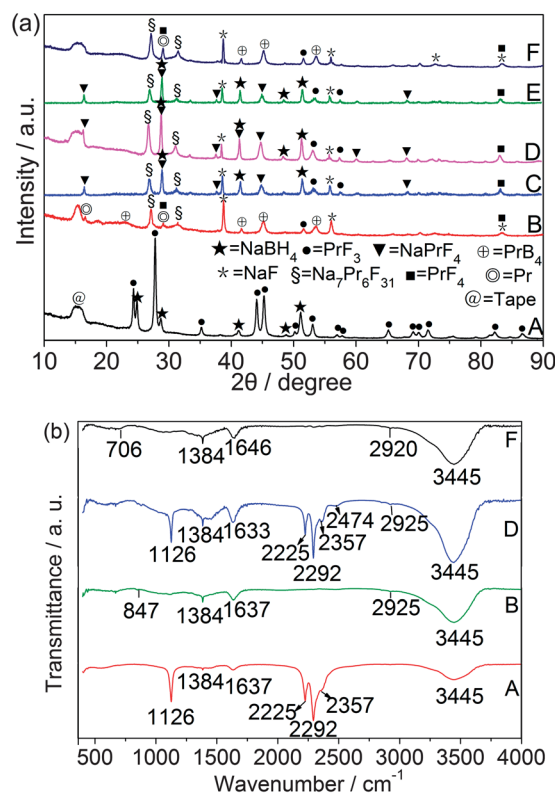 (a)
F
E
D
C
B
A
★ NaBH4 ● ■ ◎ § ▼ ✳ ⊕ @
★=NaBH4 ●=PrF3 ▼=NaPrF4 ⊕=PrB4
✳=NaF §=Na7Pr6F31 ■=PrF4 ◎=Pr
@=Tape
Intensity / a.u.
10 20 30 40 50 60 70 80 90
2θ / degree
(b)
F
706 1384 1646 2920 3445
D
1126 1384 1633 2225 2292 2357 2474 2925 3445
B
847 1384 1637 2925 3445
A
1126 1384 1637 2225 2292 2357 3445
Transmittance / a. u.
500 1000 1500 2000 2500 3000 3500 4000
Wavenumber / cm-1